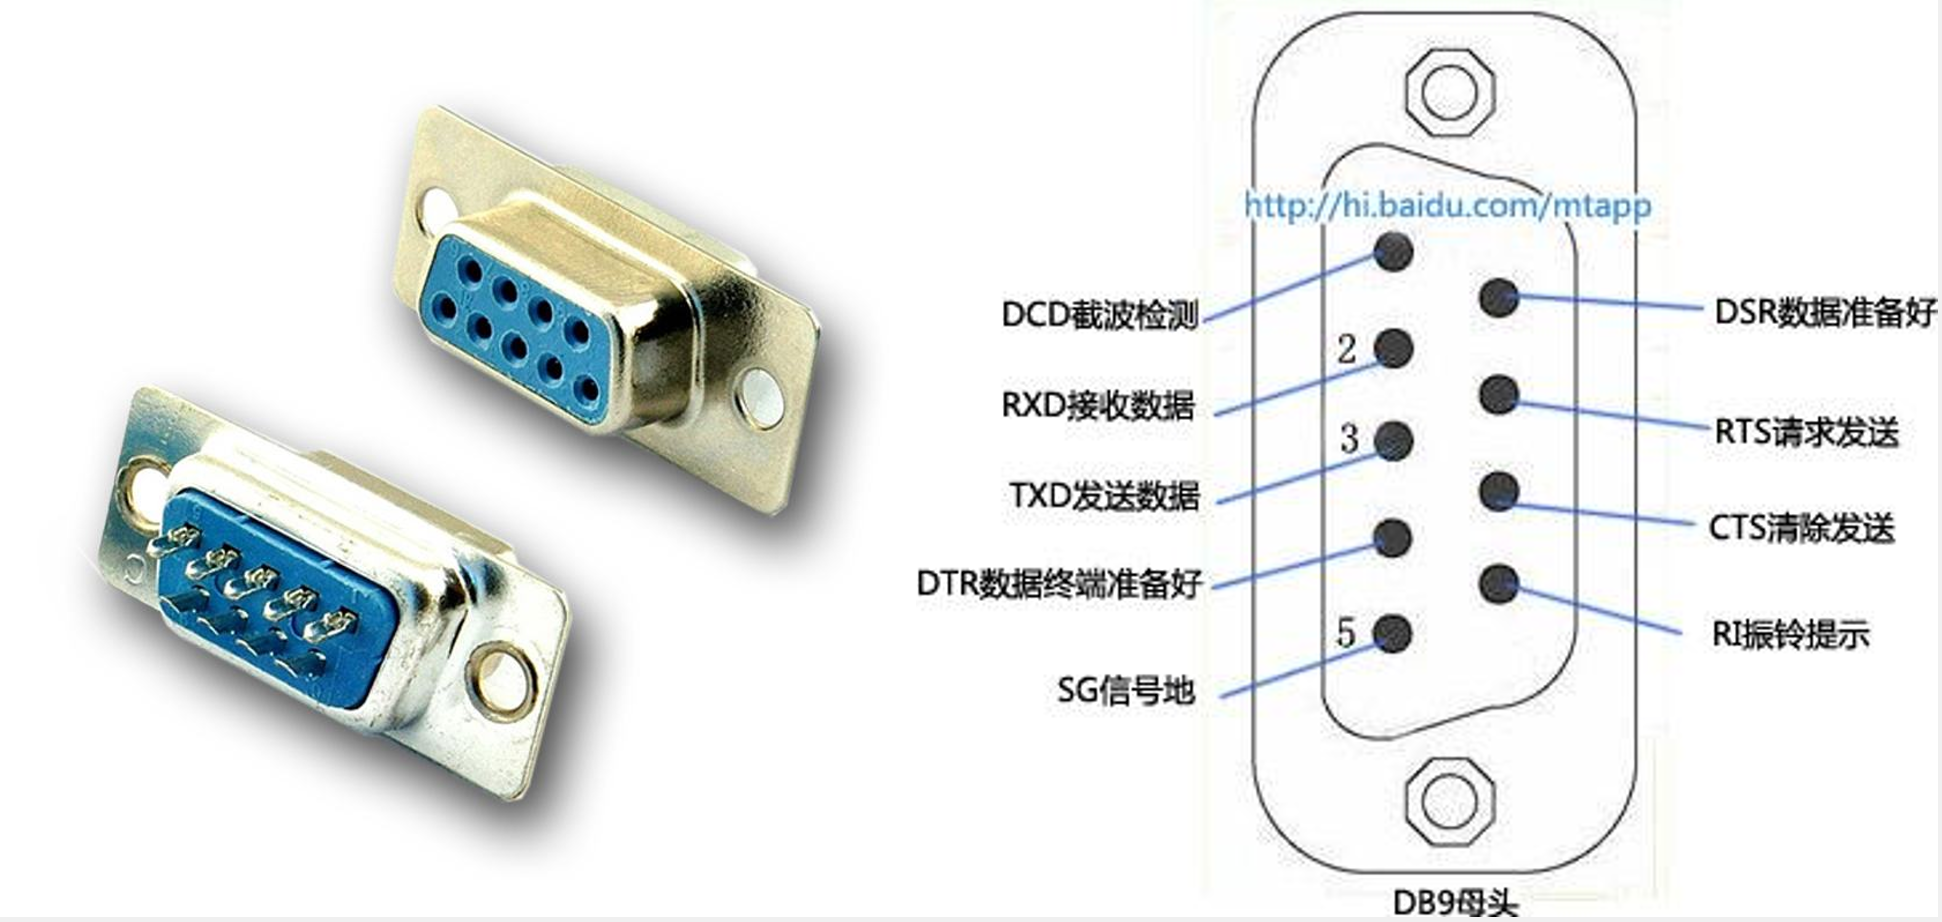 http://hi.baidu.com/mtapp
DCD截波检测
DSR数据准备好
2
RXD接收数据
RTS请求发送
3
TXD发送数据
CTS清除发送
DTR数据终端准备好
RI振铃提示
5
SG信号地
DB9母头